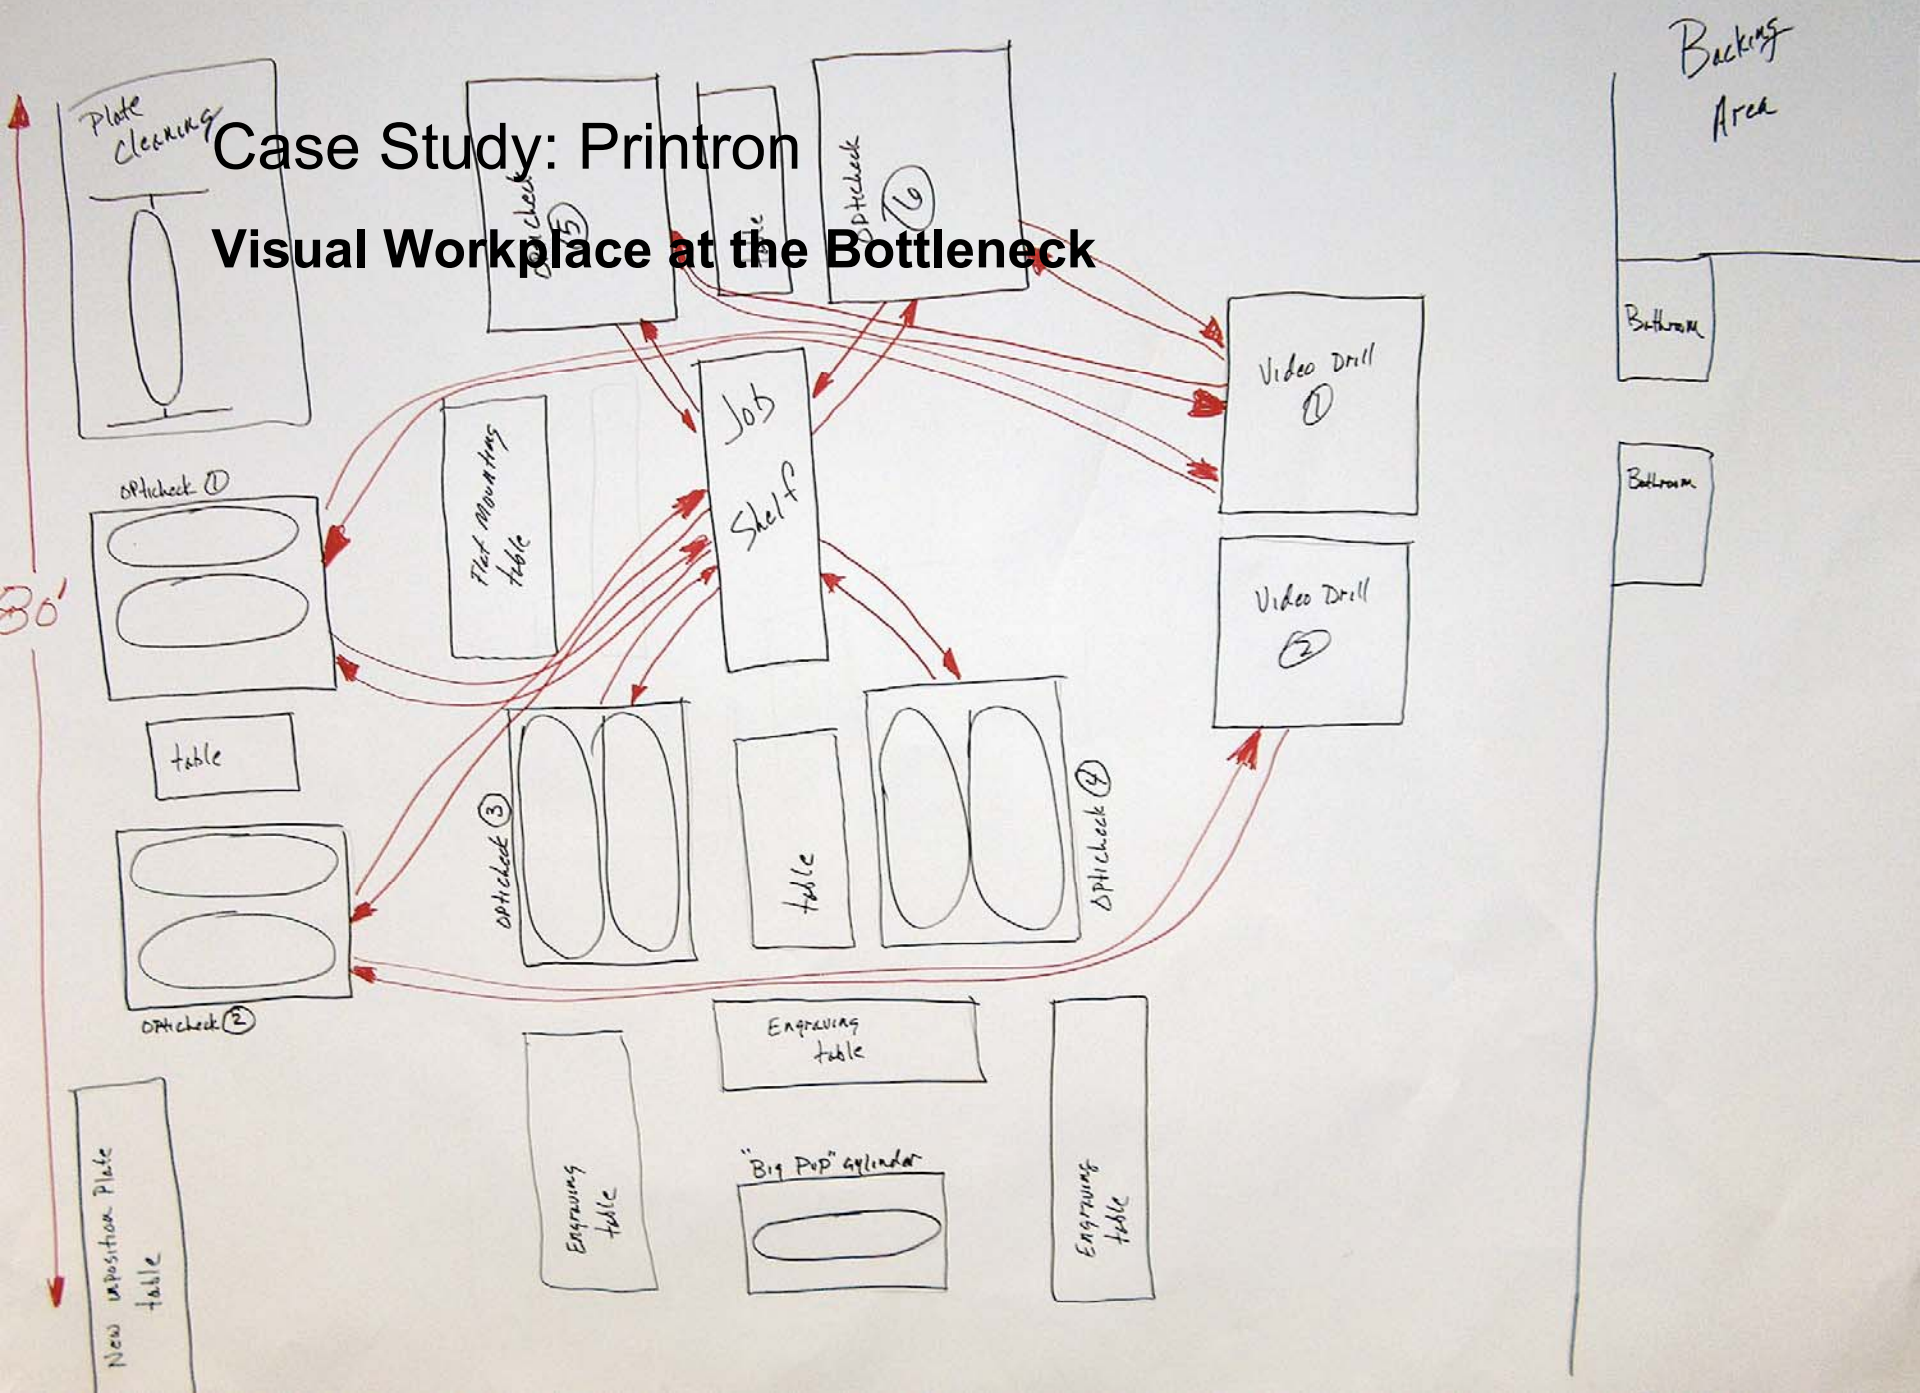 Backing
Area
Plate
Cleaning
Case Study: Printron
Visual Workplace at the Bottleneck
Opticheck
5
table
Opticheck
6
Bathroom
Video Drill
1
Job
Shelf
Flat Mounting
table
Opticheck 1
Bathroom
30'
Video Drill
2
table
Opticheck 3
table
Opticheck 4
Opticheck 2
Engraving
table
"Big Pup" cylinder
Engraving
table
Engraving
table
New imposition Plate
table